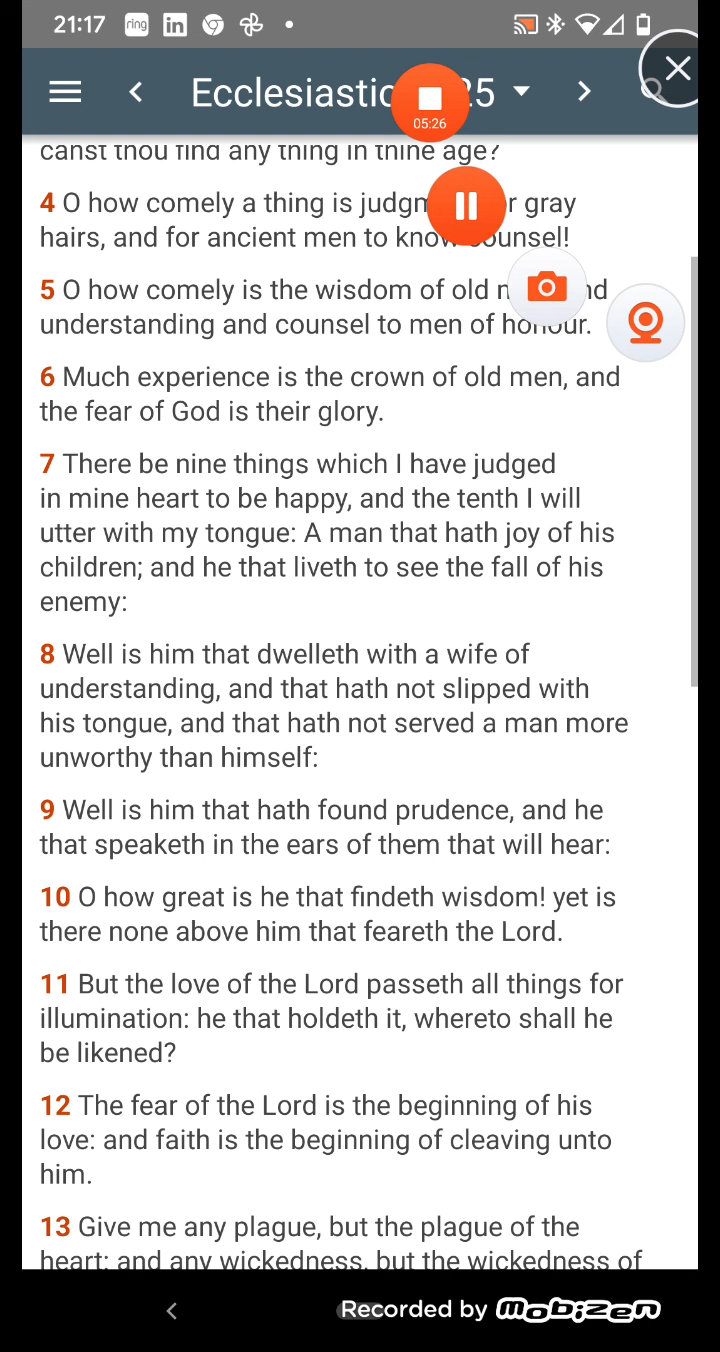 21:17 ring in
Ecclesiastic 25
05:26
canst thou find any thing in thine age?
4 O how comely a thing is judgm r gray
hairs, and for ancient men to know counsel!
5 O how comely is the wisdom of old m nd
understanding and counsel to men of honour.
6 Much experience is the crown of old men, and
the fear of God is their glory.
7 There be nine things which I have judged
in mine heart to be happy, and the tenth I will
utter with my tongue: A man that hath joy of his
children; and he that liveth to see the fall of his
enemy:
8 Well is him that dwelleth with a wife of
understanding, and that hath not slipped with
his tongue, and that hath not served a man more
unworthy than himself:
9 Well is him that hath found prudence, and he
that speaketh in the ears of them that will hear:
10 O how great is he that findeth wisdom! yet is
there none above him that feareth the Lord.
11 But the love of the Lord passeth all things for
illumination: he that holdeth it, whereto shall he
be likened?
12 The fear of the Lord is the beginning of his
love: and faith is the beginning of cleaving unto
him.
13 Give me any plague, but the plague of the
heart: and any wickedness, but the wickedness of
Recorded by mobizen